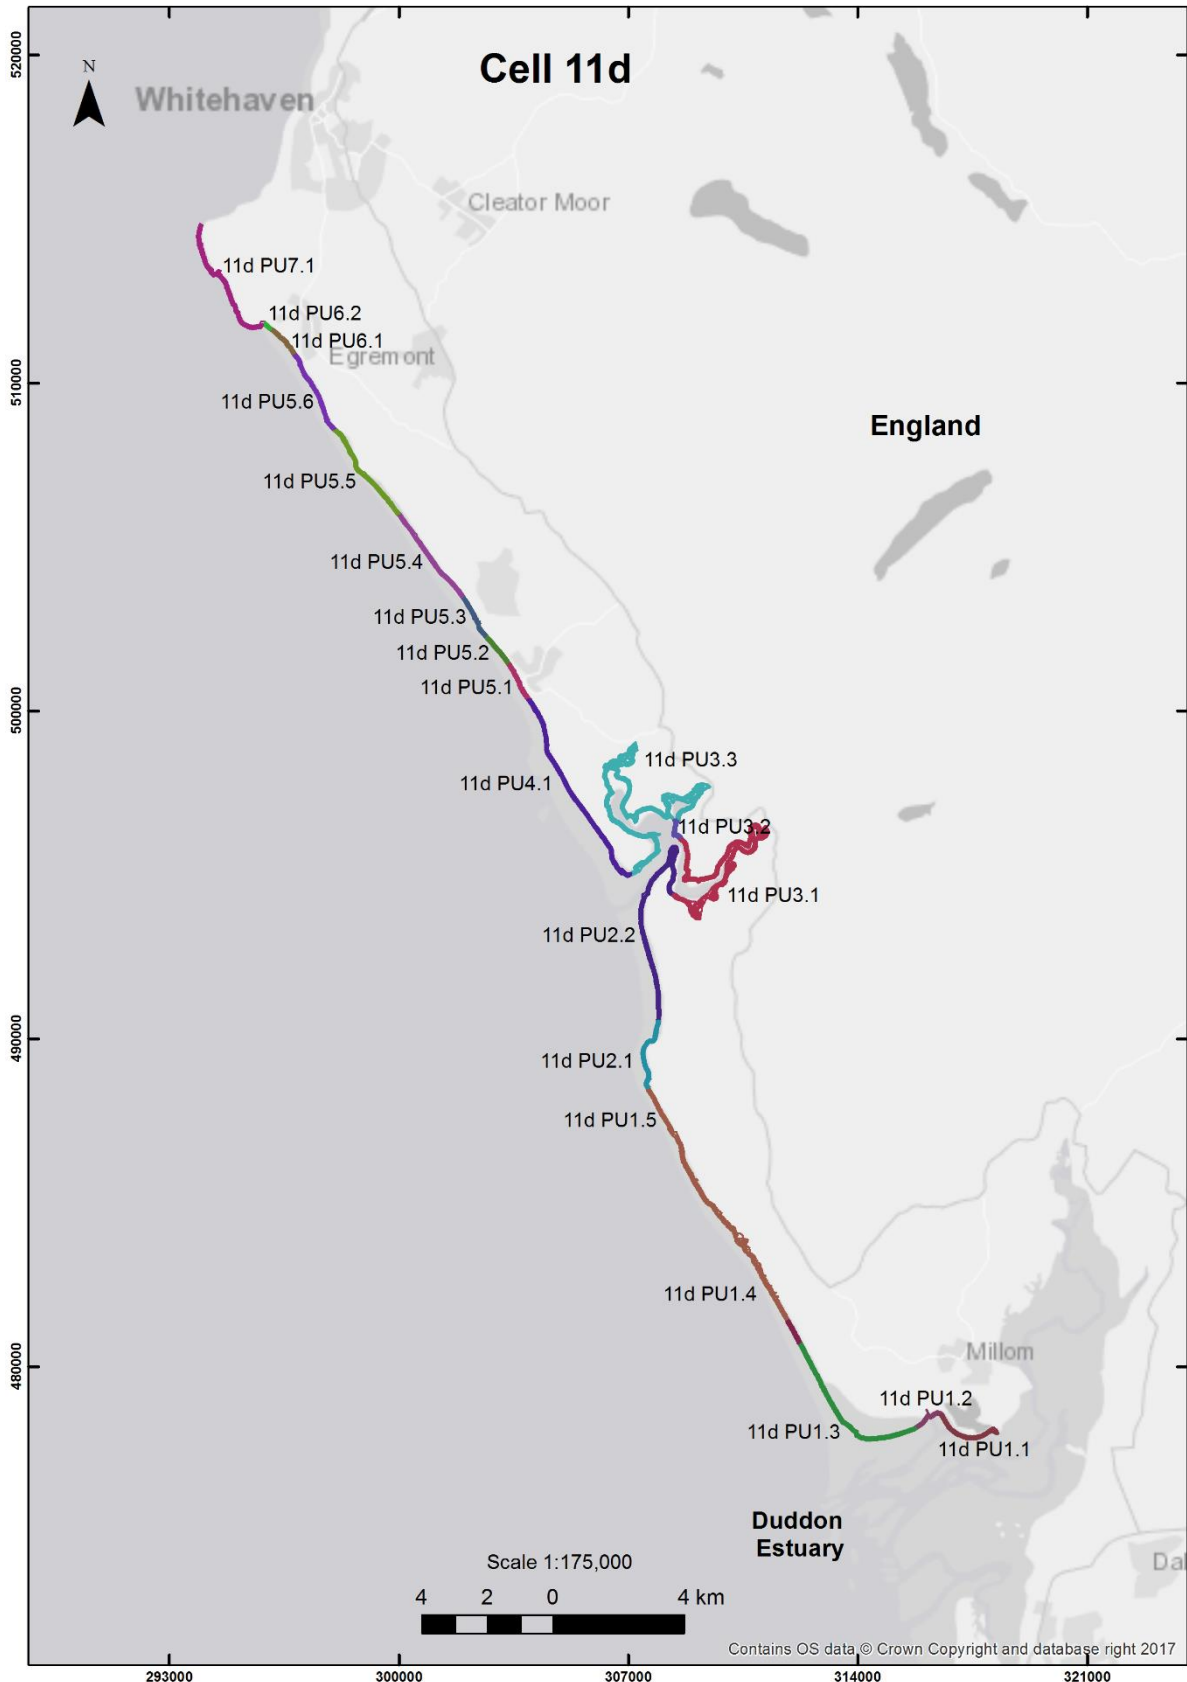 Cell 11d
N
Whitehaven
Cleator Moor
11d PU7.1
11d PU6.2
11d PU6.1
Egremont
11d PU5.6
England
11d PU5.5
11d PU5.4
11d PU5.3
11d PU5.2
11d PU5.1
11d PU3.3
11d PU4.1
11d PU3.2
11d PU3.1
11d PU2.2
11d PU2.1
11d PU1.5
11d PU1.4
Millom
11d PU1.2
11d PU1.3
11d PU1.1
Duddon
Estuary
Dal
Scale 1:175,000
4 2 0 4 km
Contains OS data © Crown Copyright and database right 2017
520000
510000
500000
490000
480000
293000 300000 307000 314000 321000